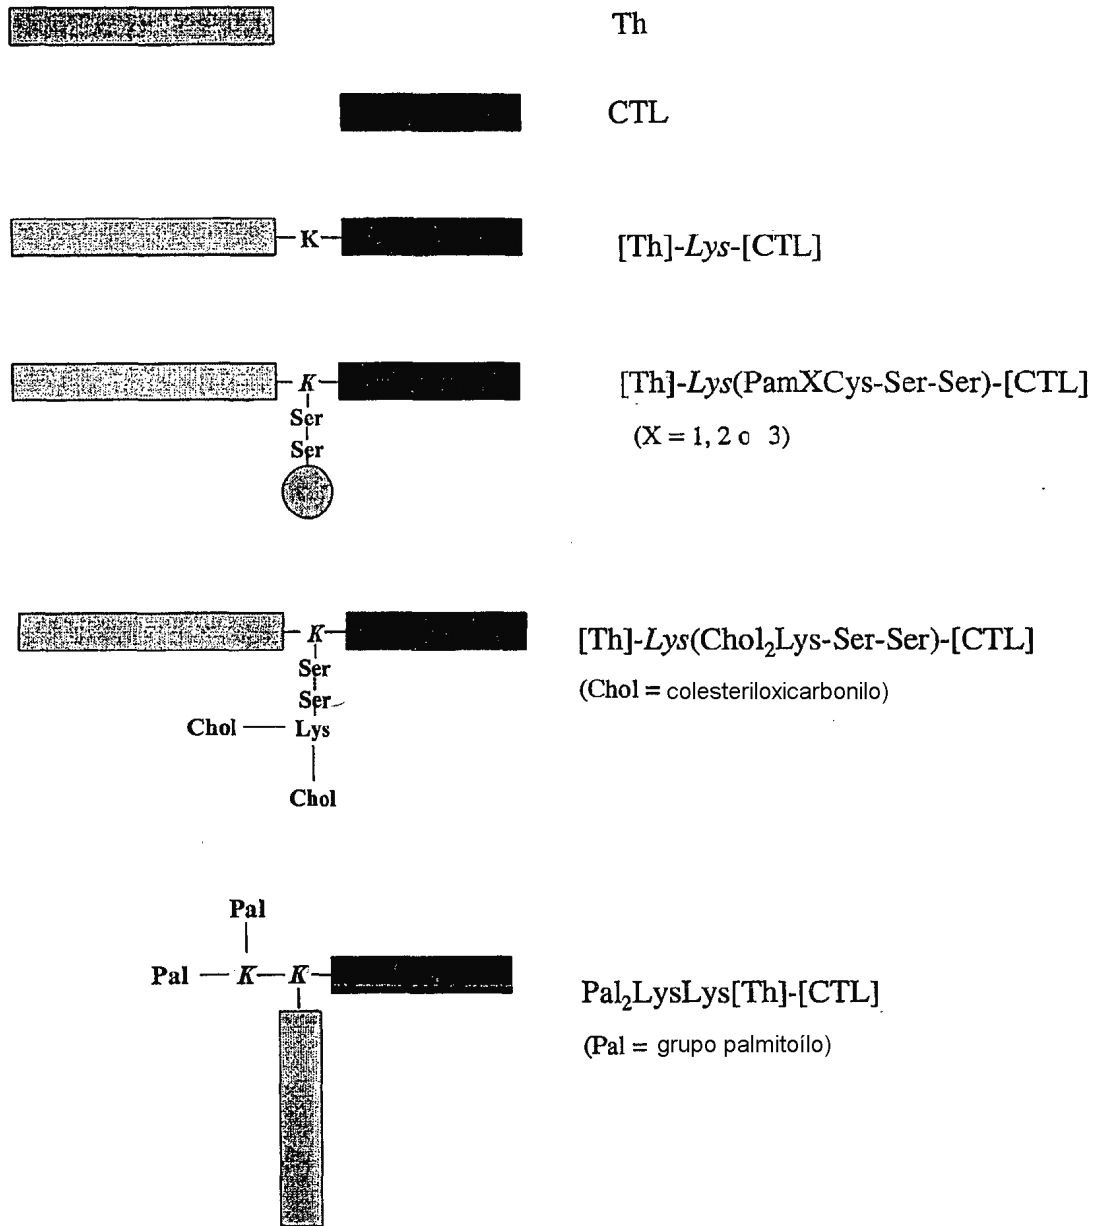 Th
CTL
K
[Th]-Lys-[CTL]
K
Ser
Ser
[Th]-Lys(PamXCys-Ser-Ser)-[CTL]
(X = 1, 2 o 3)
K
Ser
Ser
Chol
Lys
Chol
[Th]-Lys(Chol₂Lys-Ser-Ser)-[CTL]
(Chol = colesteriloxicarbonilo)
Pal
Pal
K
K
Pal₂LysLys[Th]-[CTL]
(Pal = grupo palmitoílo)